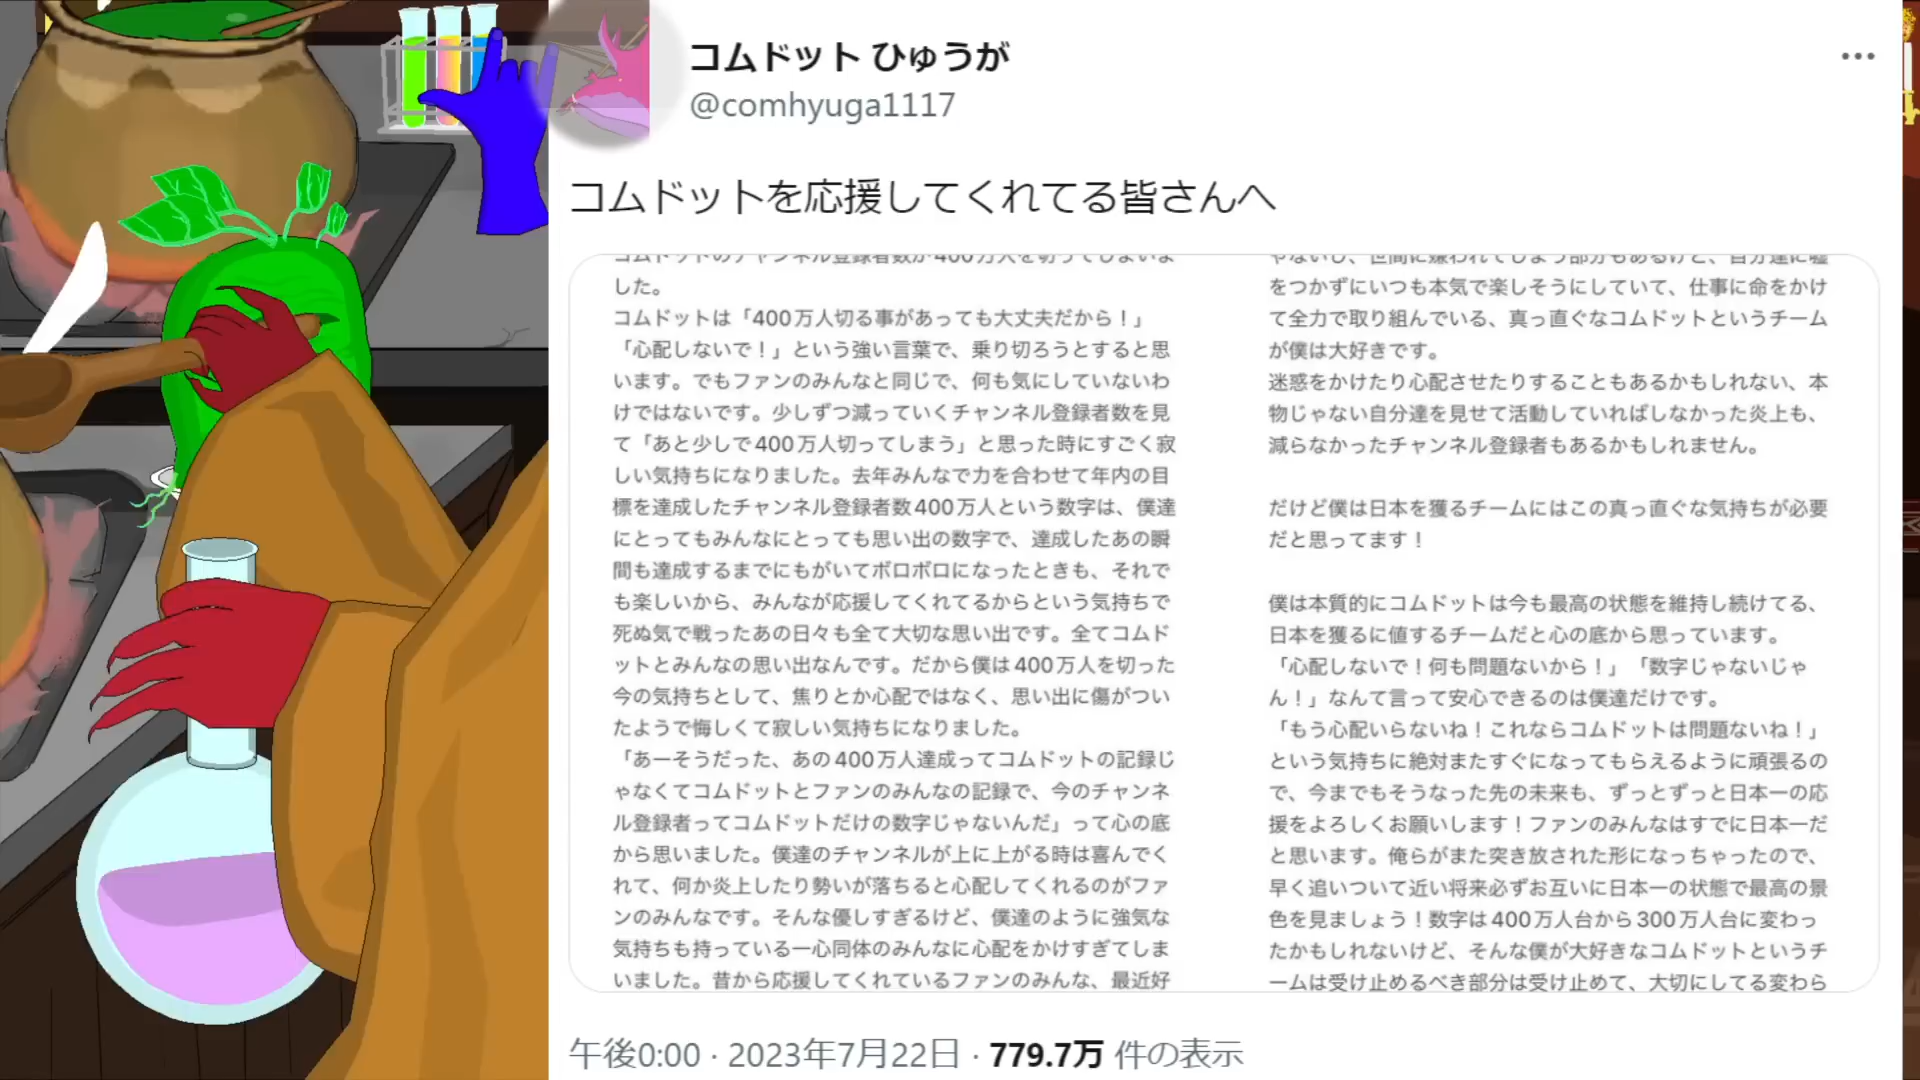 コムドット ひゅうが
@comhyuga1117
コムドットを応援してくれてる皆さんへ
コムドットのチャンネル登録者数が400万人を切ってしまいま
した。
コムドットは「400万人切る事があっても大丈夫だから！」
「心配しないで！」という強い言葉で、乗り切ろうとすると思
います。でもファンのみんなと同じで、何も気にしていないわ
けではないです。少しずつ減っていくチャンネル登録者数を見
て「あと少しで400万人切ってしまう」と思った時にすごく寂
しい気持ちになりました。去年みんなで力を合わせて年内の目
標を達成したチャンネル登録者数400万人という数字は、僕達
にとってもみんなにとっても思い出の数字で、達成したあの瞬
間も達成するまでにもがいてボロボロになったときも、それで
も楽しいから、みんなが応援してくれてるからという気持ちで
死ぬ気で戦ったあの日々も全て大切な思い出です。全てコムド
ットとみんなの思い出なんです。だから僕は400万人を切った
今の気持ちとして、焦りとか心配ではなく、思い出に傷がつい
たようで悔しくて寂しい気持ちになりました。
「あーそうだった、あの400万人達成ってコムドットの記録じ
ゃなくてコムドットとファンのみんなの記録で、今のチャンネ
ル登録者ってコムドットだけの数字じゃないんだ」って心の底
から思いました。僕達のチャンネルが上に上がる時は喜んでく
れて、何か炎上したり勢いが落ちると心配してくれるのがファ
ンのみんなです。そんな優しすぎるけど、僕達のように強気な
気持ちも持っている一心同体のみんなに心配をかけすぎてしま
いました。昔から応援してくれているファンのみんな、最近好
ゃないし、世間に嫌われてしまう部分もあるけど、自分達に嘘
をつかずにいつも本気で楽しそうにしていて、仕事に命をかけ
て全力で取り組んでいる、真っ直ぐなコムドットというチーム
が僕は大好きです。
迷惑をかけたり心配させたりすることもあるかもしれない、本
物じゃない自分達を見せて活動していればしなかった炎上も、
減らなかったチャンネル登録者もあるかもしれません。
だけど僕は日本を獲るチームにはこの真っ直ぐな気持ちが必要
だと思ってます！
僕は本質的にコムドットは今も最高の状態を維持し続けてる、
日本を獲るに値するチームだと心の底から思っています。
「心配しないで！何も問題ないから！」「数字じゃないじゃ
ん！」なんて言って安心できるのは僕達だけです。
「もう心配いらないね！これならコムドットは問題ないね！」
という気持ちに絶対またすぐになってもらえるように頑張るの
で、今までもそうなった先の未来も、ずっとずっと日本一の応
援をよろしくお願いします！ファンのみんなはすでに日本一だ
と思います。俺らがまた突き放された形になっちゃったので、
早く追いついて近い将来必ずお互いに日本一の状態で最高の景
色を見ましょう！数字は400万人台から300万人台に変わっ
たかもしれないけど、そんな僕が大好きなコムドットというチ
ームは受け止めるべき部分は受け止めて、大切にしてる変わら
午後0:00 · 2023年7月22日 · 779.7万 件の表示